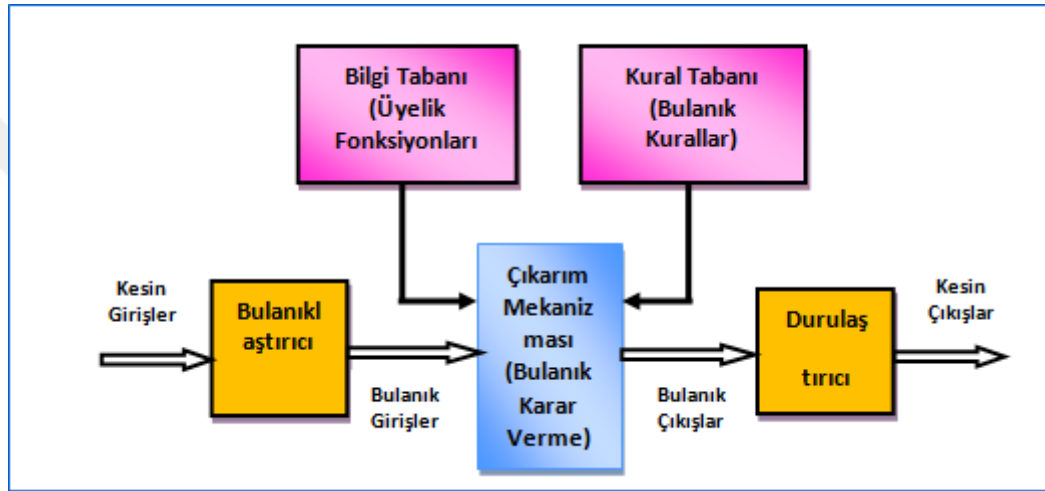 Bilgi Tabanı
(Üyelik
Fonksiyonları
Kural Tabanı
(Bulanık
Kurallar)
Kesin
Girişler
Bulanıkl
aştırıcı
Bulanık
Girişler
Çıkarım
Mekaniz
ması
(Bulanık
Karar
Verme)
Bulanık
Çıkışlar
Durulaş
tırıcı
Kesin
Çıkışlar